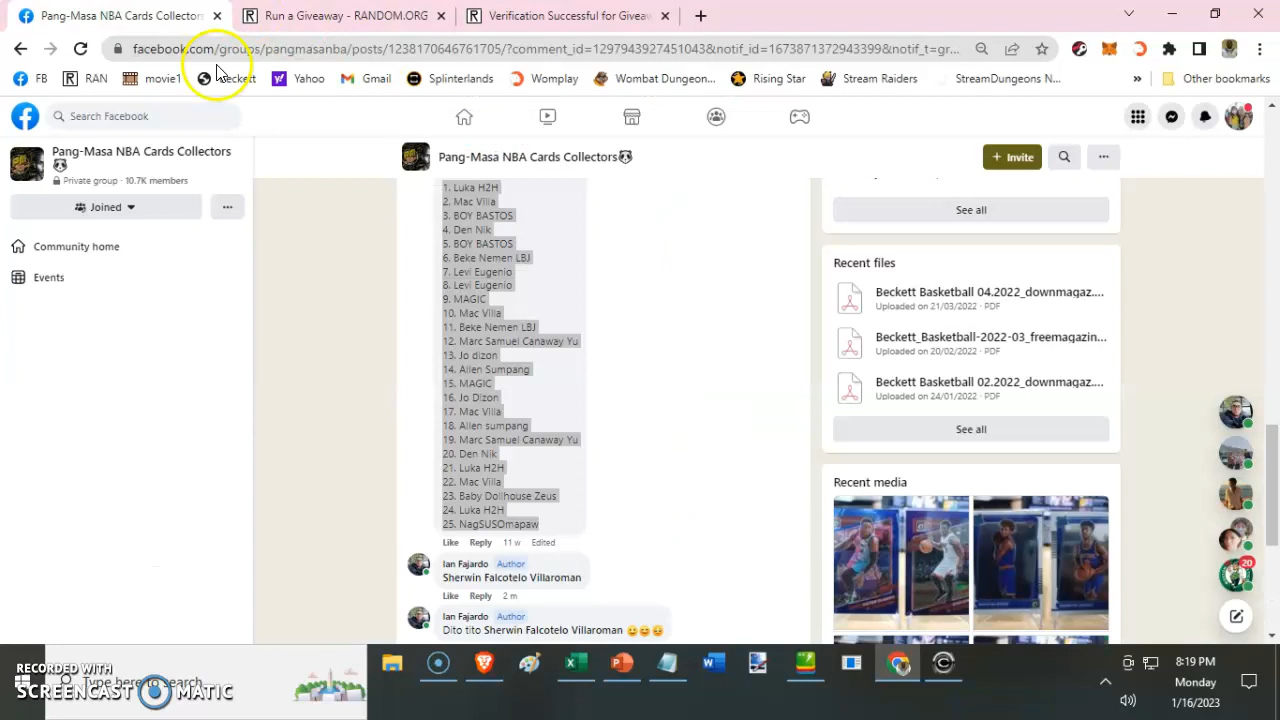 Pang-Masa NBA Cards Collectors
Run a Giveaway - RANDOM.ORG
Verification Successful for Giveaw
facebook.com/groups/pangmasanba/posts/1238170646761705/?comment_id=1297943927451043&notif_id=1673871372943399&notif_t=gr...
FB
RAN
movie1
Beckett
Yahoo
Gmail
Splinterlands
Womplay
Wombat Dungeon...
Rising Star
Stream Raiders
StreamDungeons N...
Other bookmarks
Search Facebook
Pang-Masa NBA Cards Collectors🐼
Private group · 10.7K members
Joined
Community home
Events
Pang-Masa NBA Cards Collectors🐼
+ Invite
1. Luka H2H
2. Mac Villa
3. BOY BASTOS
4. Den Nik
5. BOY BASTOS
6. Beke Nemen LBJ
7. Levi Eugenio
8. Levi Eugenio
9. MAGIC
10. Mac Villa
11. Beke Nemen LBJ
12. Marc Samuel Canaway Yu
13. Jo dizon
14. Allen Sumpang
15. MAGIC
16. Jo Dizon
17. Mac Villa
18. Allen sumpang
19. Marc Samuel Canaway Yu
20. Den Nik
21. Luka H2H
22. Mac Villa
23. Baby Dollhouse Zeus
24. Luka H2H
25. NagSUSOmapaw
Like Reply 11 w Edited
Ian Fajardo Author
Sherwin Falcotelo Villaroman
Like Reply 2 m
Ian Fajardo Author
Dito tito Sherwin Falcotelo Villaroman 😀😀😀
See all
Recent files
Beckett Basketball 04.2022_downmagaz....
Uploaded on 21/03/2022 · PDF
Beckett_Basketball-2022-03_freemagazin...
Uploaded on 20/02/2022 · PDF
Beckett Basketball 02.2022_downmagaz....
Uploaded on 24/01/2022 · PDF
See all
Recent media
20
RECORDED WITH
SCREENCAST MATIC
Type here to search
8:19 PM
Monday
1/16/2023